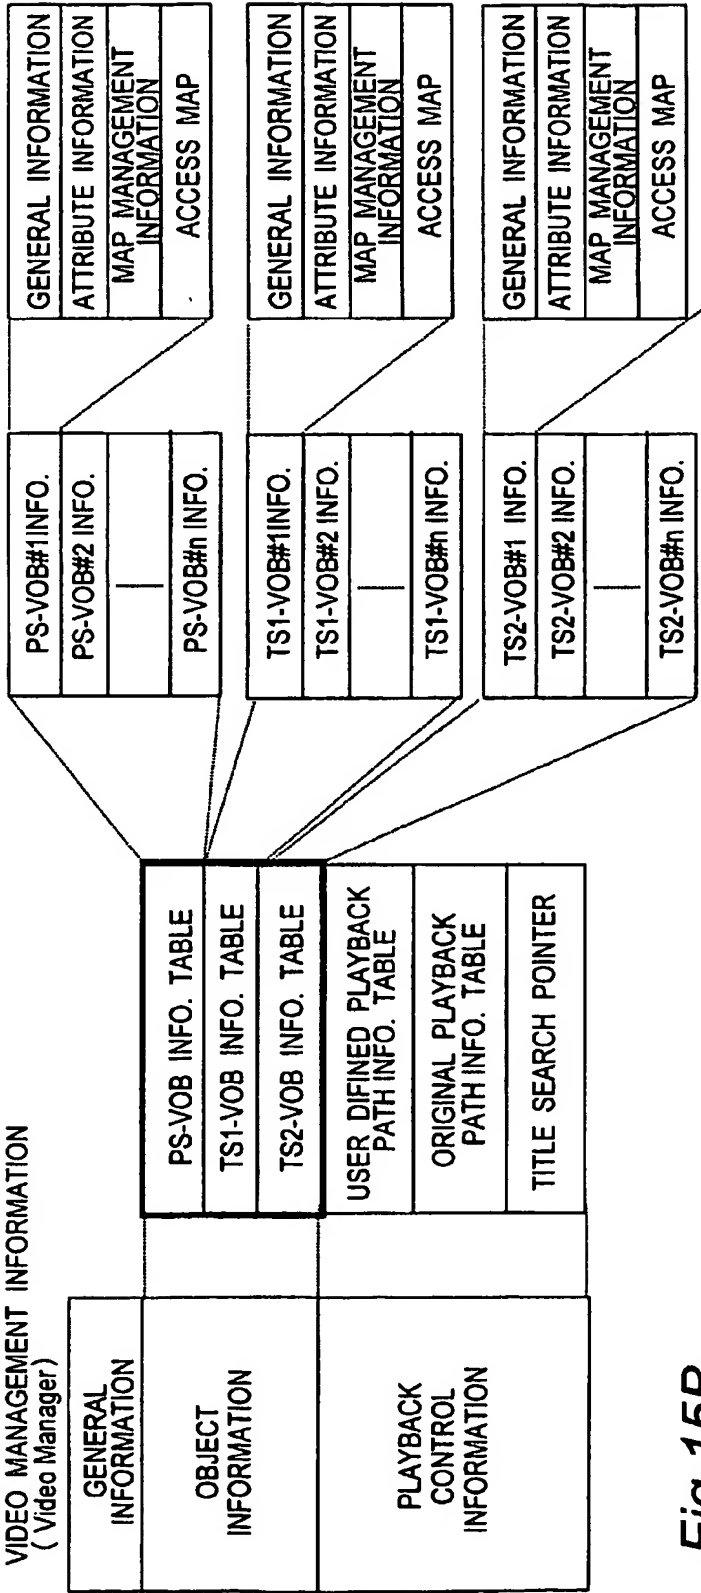 VIDEO MANAGEMENT INFORMATION
( Video Manager)
GENERAL
INFORMATION
OBJECT
INFORMATION
PLAYBACK
CONTROL
INFORMATION
PS-VOB INFO. TABLE
TS1-VOB INFO. TABLE
TS2-VOB INFO. TABLE
USER DIFINED PLAYBACK
PATH INFO. TABLE
ORIGINAL PLAYBACK
PATH INFO. TABLE
TITLE SEARCH POINTER
PS-VOB#1INFO.
PS-VOB#2 INFO.
PS-VOB#n INFO.
TS1-VOB#1INFO.
TS1-VOB#2 INFO.
TS1-VOB#n INFO.
TS2-VOB#1 INFO.
TS2-VOB#2 INFO.
TS2-VOB#n INFO.
GENERAL INFORMATION
ATTRIBUTE INFORMATION
MAP MANAGEMENT
INFORMATION
ACCESS MAP
GENERAL INFORMATION
ATTRIBUTE INFORMATION
MAP MANAGEMENT
INFORMATION
ACCESS MAP
GENERAL INFORMATION
ATTRIBUTE INFORMATION
MAP MANAGEMENT
INFORMATION
ACCESS MAP
Fig.15B